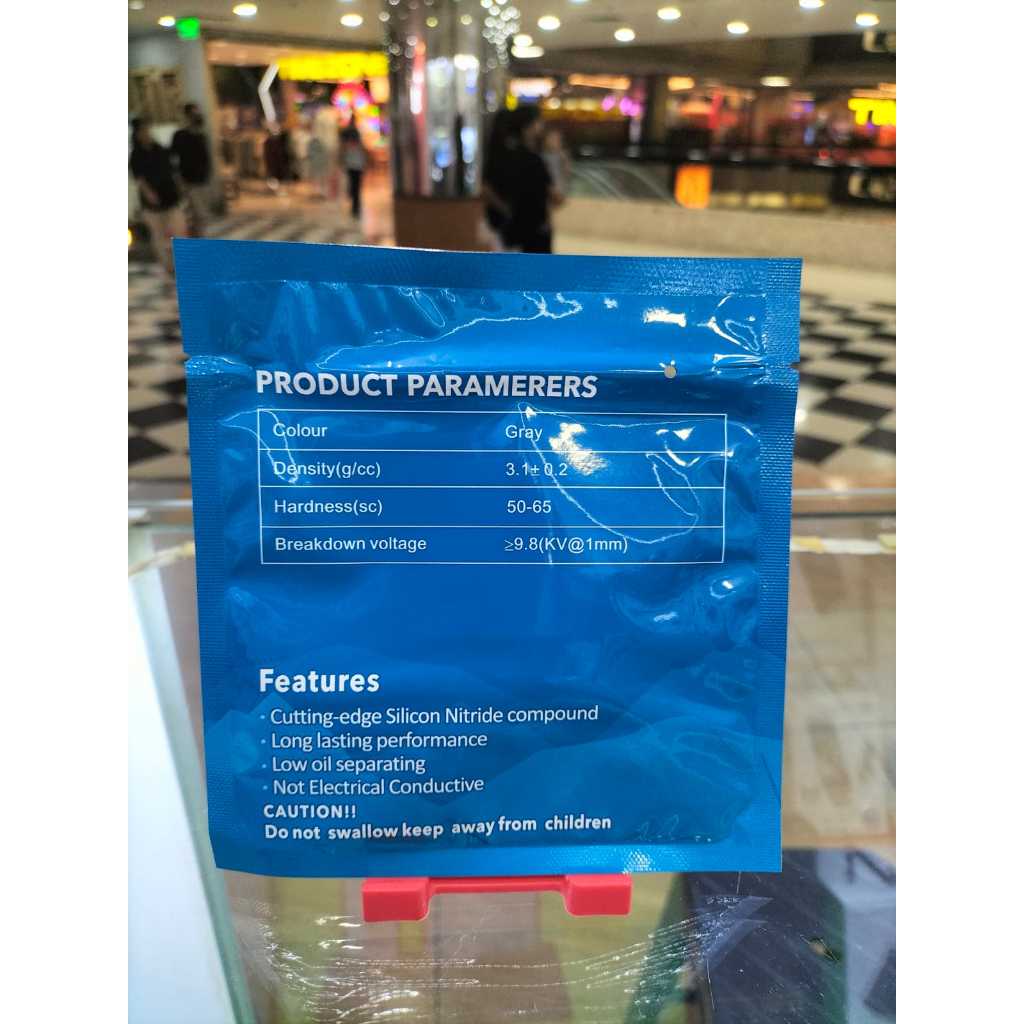 PRODUCT PARAMERERS
Colour Gray
Density(g/cc) 3.1± 0.2
Hardness(sc) 50-65
Breakdown voltage ≥9.8(KV@1mm)
Features
· Cutting-edge Silicon Nitride compound
· Long lasting performance
· Low oil separating
· Not Electrical Conductive
CAUTION!!
Do not swallow keep away from children